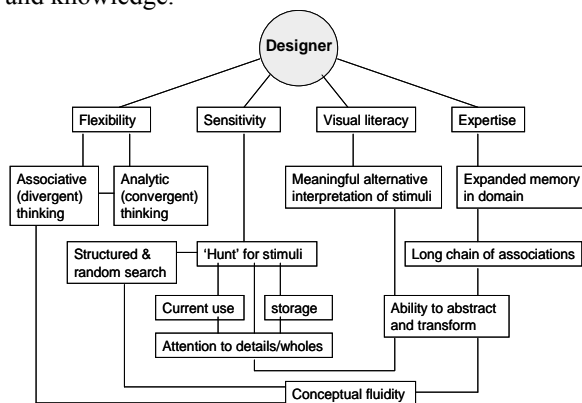 and knowledge.
Designer
Flexibility
Sensitivity
Visual literacy
Expertise
Associative
(divergent)
thinking
Analytic
(convergent)
thinking
Meaningful alternative
interpretation of stimuli
Expanded memory
in domain
Structured &
random search
‘Hunt’ for stimuli
Long chain of associations
Current use
storage
Ability to abstract
and transform
Attention to details/wholes
Conceptual fluidity